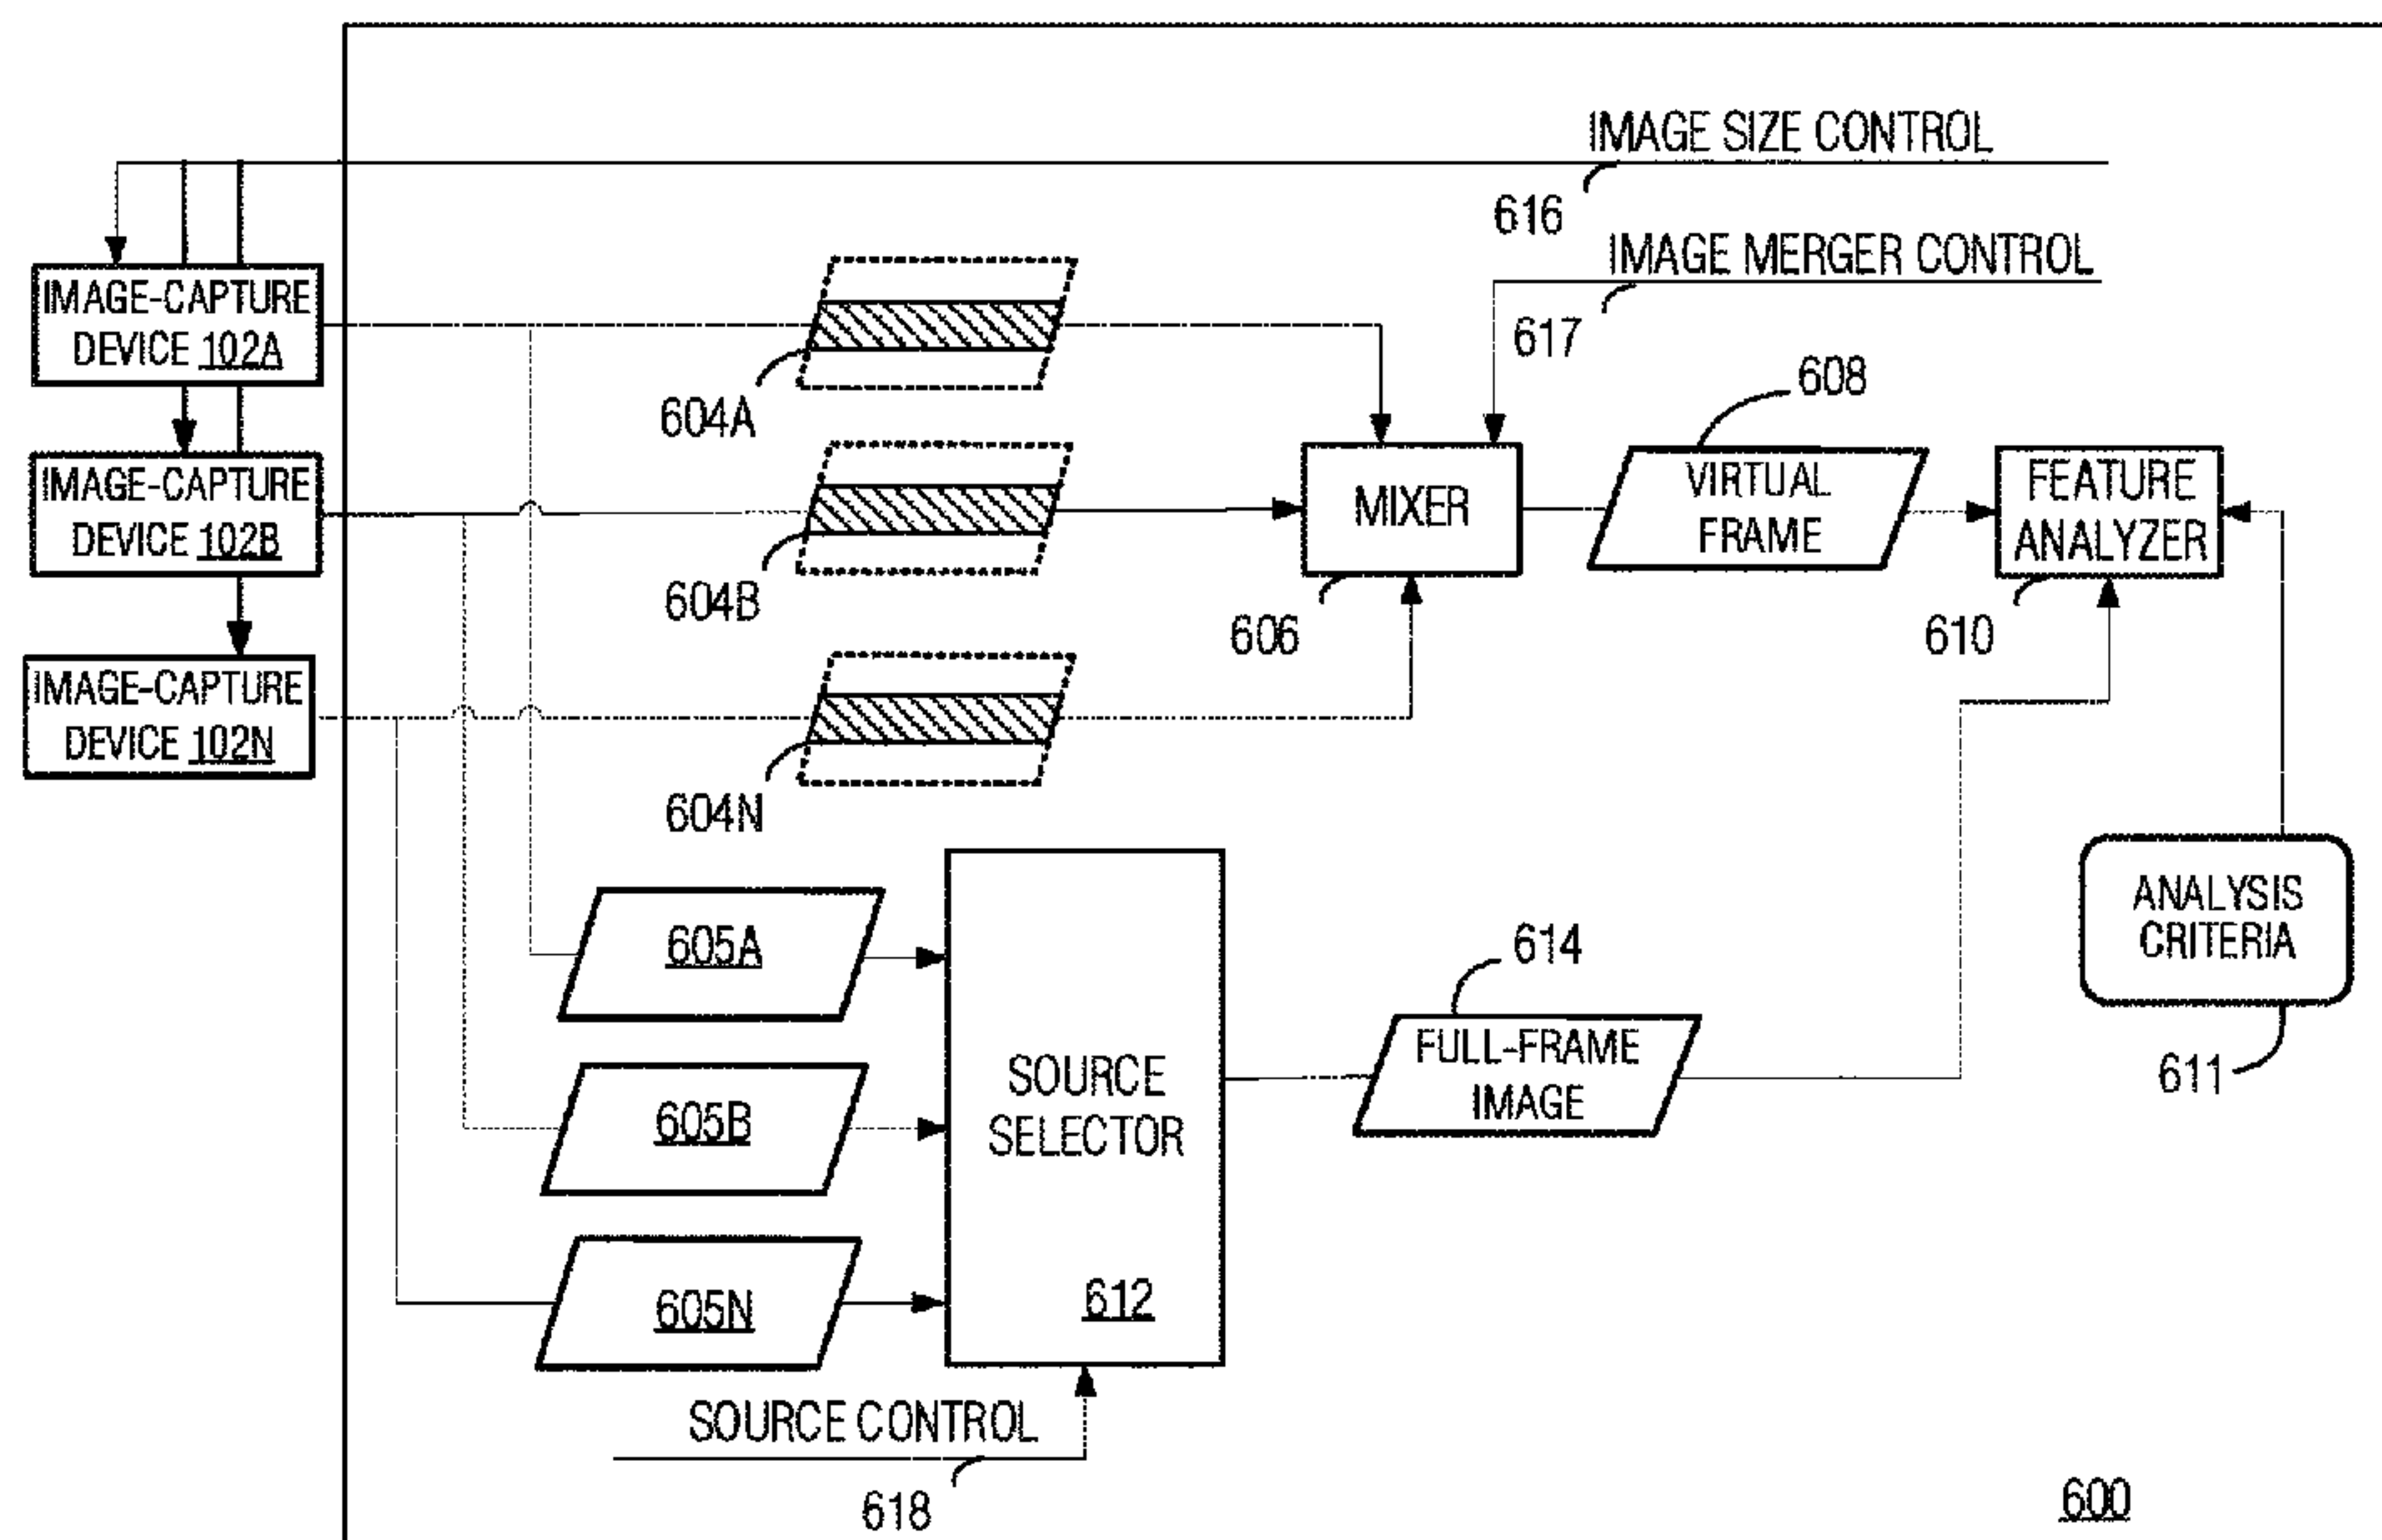 IMAGE SIZE CONTROL
616
IMAGE MERGER CONTROL
617
IMAGE-CAPTURE
DEVICE 102A
604A
608
IMAGE-CAPTURE
DEVICE 102B
604B
MIXER
606
VIRTUAL
FRAME
FEATURE
ANALYZER
610
IMAGE-CAPTURE
DEVICE 102N
604N
605A
605B
605N
SOURCE
SELECTOR
612
614
FULL-FRAME
IMAGE
ANALYSIS
CRITERIA
611
SOURCE CONTROL
618
600